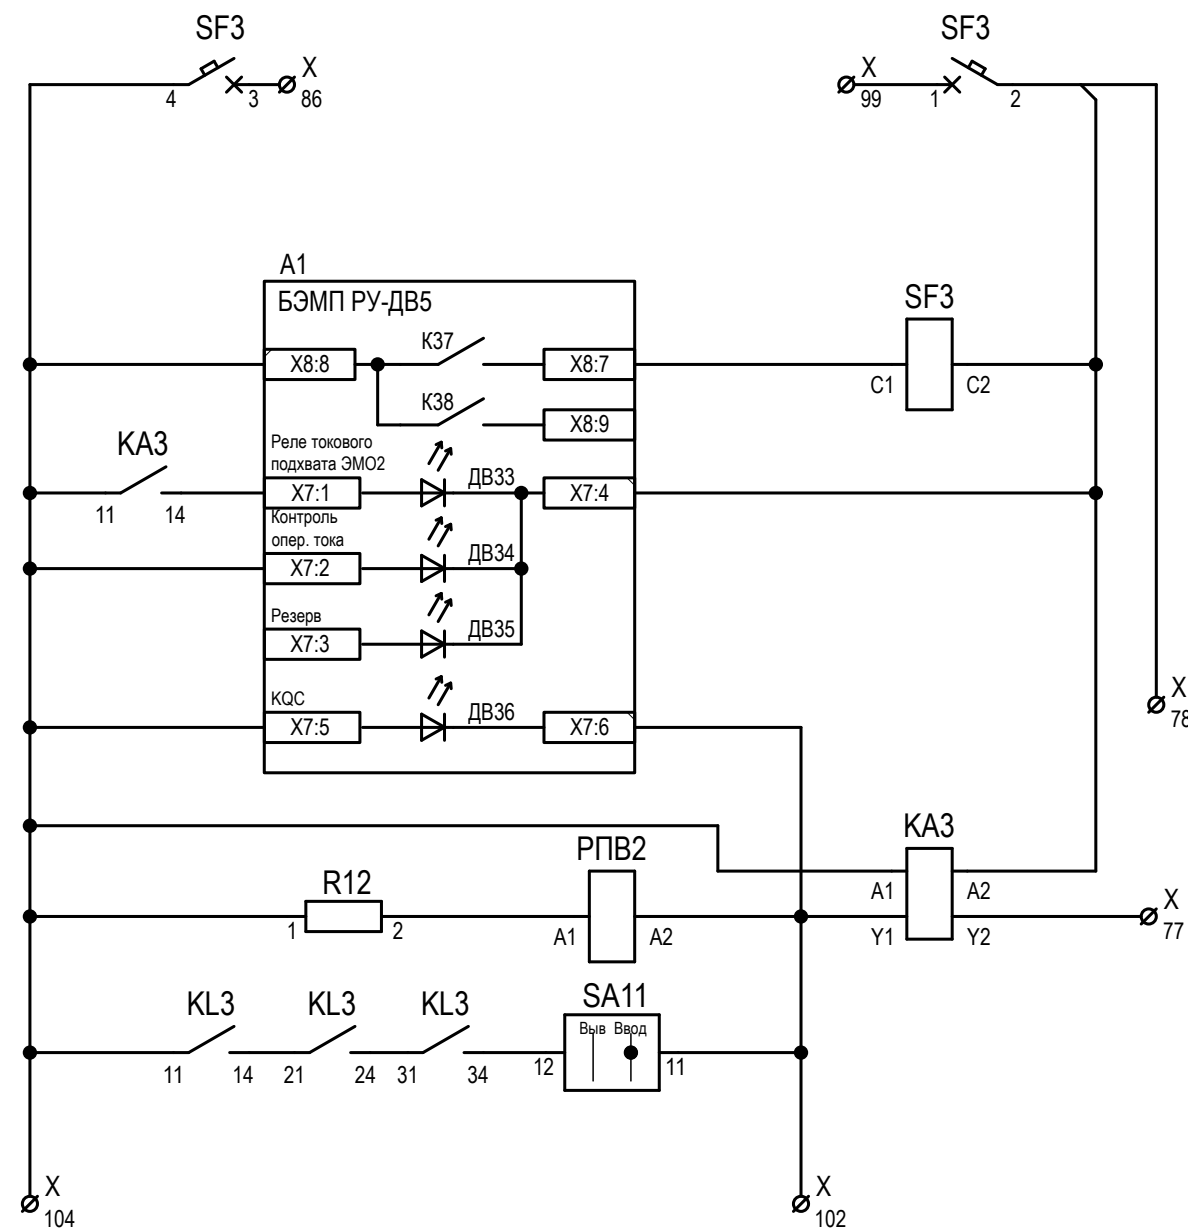 SF3
SF3
X
X
4
3
86
99
1
2
A1
БЭМП РУ-ДВ5
SF3
K37
X8:8
X8:7
C1
C2
K38
X8:9
KA3
Реле токового
подхвата ЭМО2
ДВ33
X7:1
X7:4
11
14
Контроль
опер. тока
ДВ34
X7:2
Резерв
ДВ35
X7:3
KQC
ДВ36
X7:5
X7:6
X
78
KA3
РПВ2
R12
A1
A2
X
1
2
A1
A2
Y1
Y2
77
KL3
KL3
KL3
SA11
Выв
Ввод
11
14
21
24
31
34
12
11
X
104
X
102